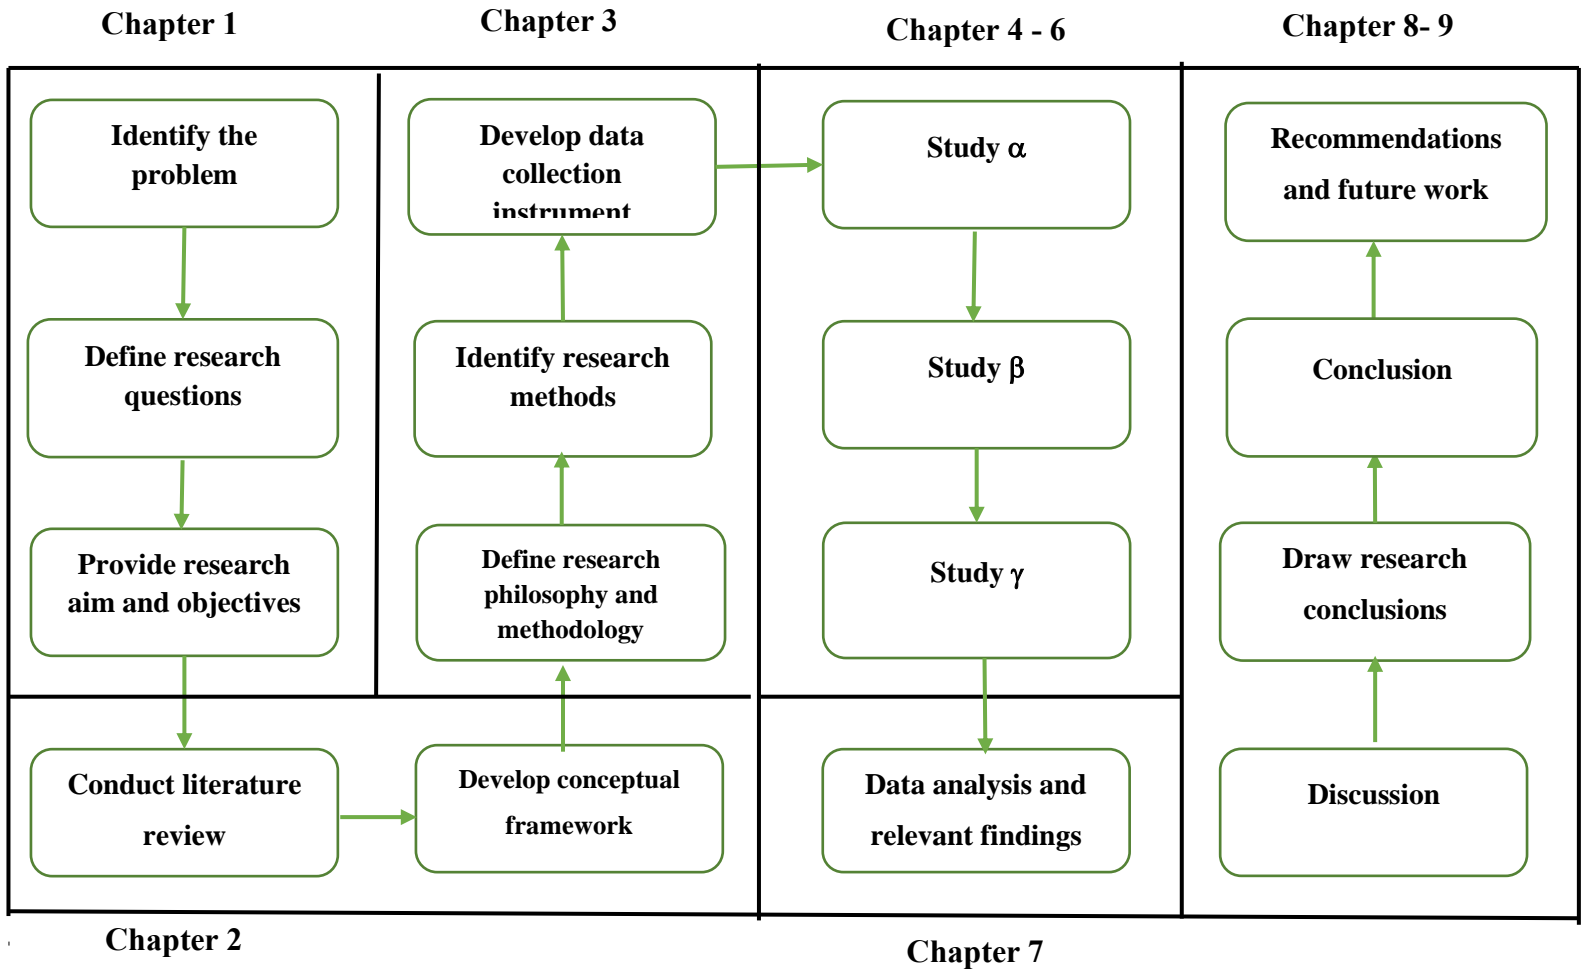 Chapter 1
Chapter 3
Chapter 4 - 6
Chapter 8- 9
Identify the
problem
Define research
questions
Provide research
aim and objectives
Conduct literature
review
Develop conceptual
framework
Define research
philosophy and
methodology
Identify research
methods
Develop data
collection
instrument
Study α
Study β
Study γ
Data analysis and
relevant findings
Discussion
Draw research
conclusions
Conclusion
Recommendations
and future work
Chapter 2
Chapter 7